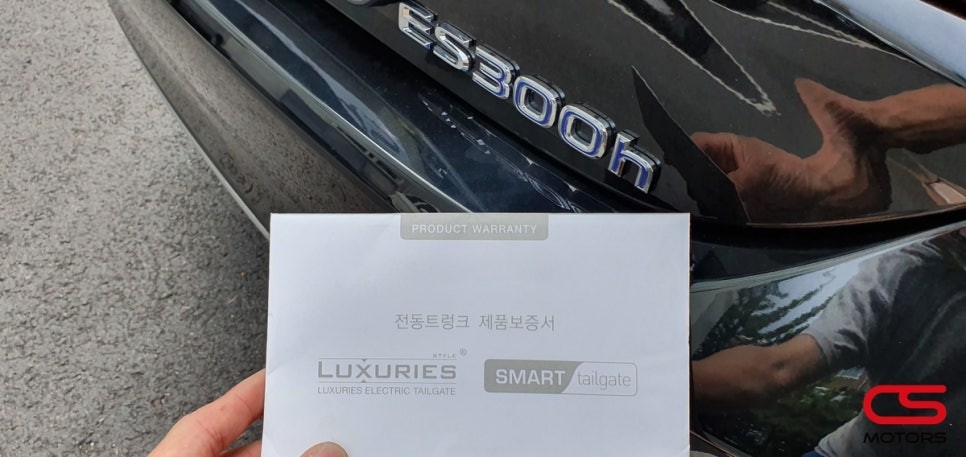 ES300h
PRODUCT WARRANTY
전동트렁크 제품보증서
STYLE
LUXURIES®
LUXURIES ELECTRIC TAILGATE
SMART tailgate
CS
MOTORS